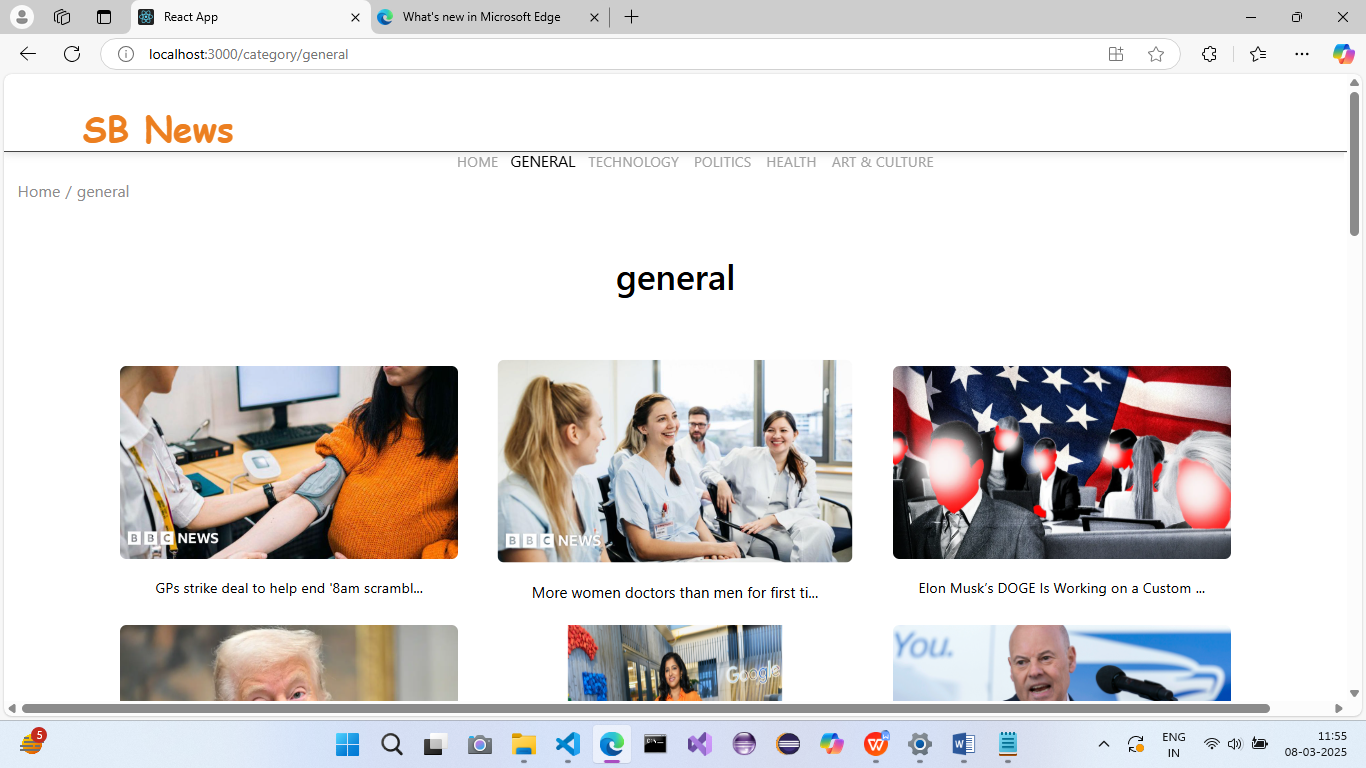 React App
What's new in Microsoft Edge
localhost:3000/category/general
SB News
HOME GENERAL TECHNOLOGY POLITICS HEALTH ART & CULTURE
Home / general
general
BBC NEWS
BBC NEWS
GPs strike deal to help end '8am scrambl...
More women doctors than men for first ti...
Elon Musk’s DOGE Is Working on a Custom ...
Google
You.
5
ENG
IN
11:55
08-03-2025